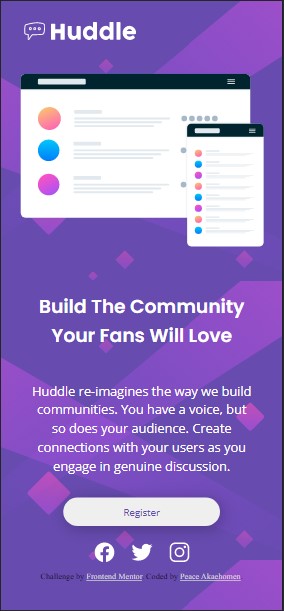 Huddle
Build The Community
Your Fans Will Love
Huddle re-imagines the way we build
communities. You have a voice, but
so does your audience. Create
connections with your users as you
engage in genuine discussion.
Register
Challenge by Frontend Mentor. Coded by Peace Akaehomen